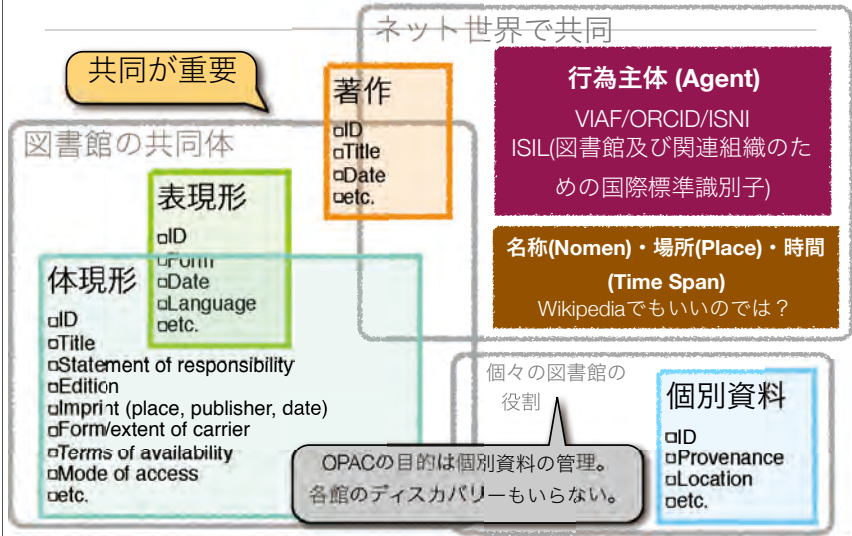 ネット世界で共同
共同が重要
著作
ID
Title
Date
etc.
行為主体 (Agent)
VIAF/ORCID/ISNI
ISIL(図書館及び関連組織のた
めの国際標準識別子)
名称(Nomen)・場所(Place)・時間
(Time Span)
Wikipediaでもいいのでは？
図書館の共同体
表現形
ID
Form
Date
Language
etc.
体現形
ID
Title
Statement of responsibility
Edition
Imprint (place, publisher, date)
Form/extent of carrier
Terms of availability
Mode of access
etc.
個々の図書館の
役割
OPACの目的は個別資料の管理。
各館のディスカバリーもいらない。
個別資料
ID
Provenance
Location
etc.